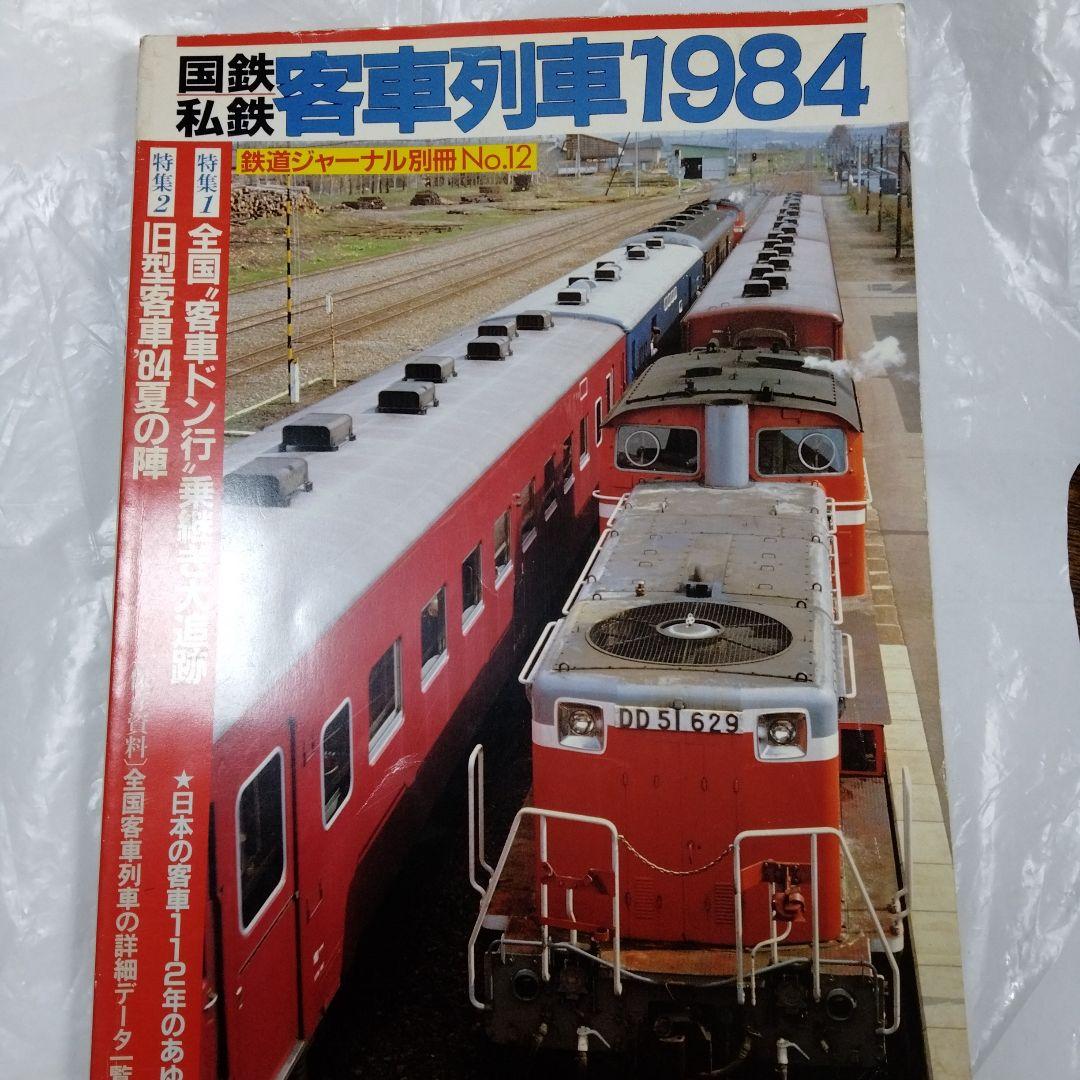 国鉄
私鉄
客車列車1984
鉄道ジャーナル別冊No.12
特集1
全国〝客車ドン行〟乗継ぎ大追跡
特集2
旧型客車'84夏の陣
★日本の客車112年のあゆ
資料〕全国客車列車の詳細データ一覧
DD 51 629